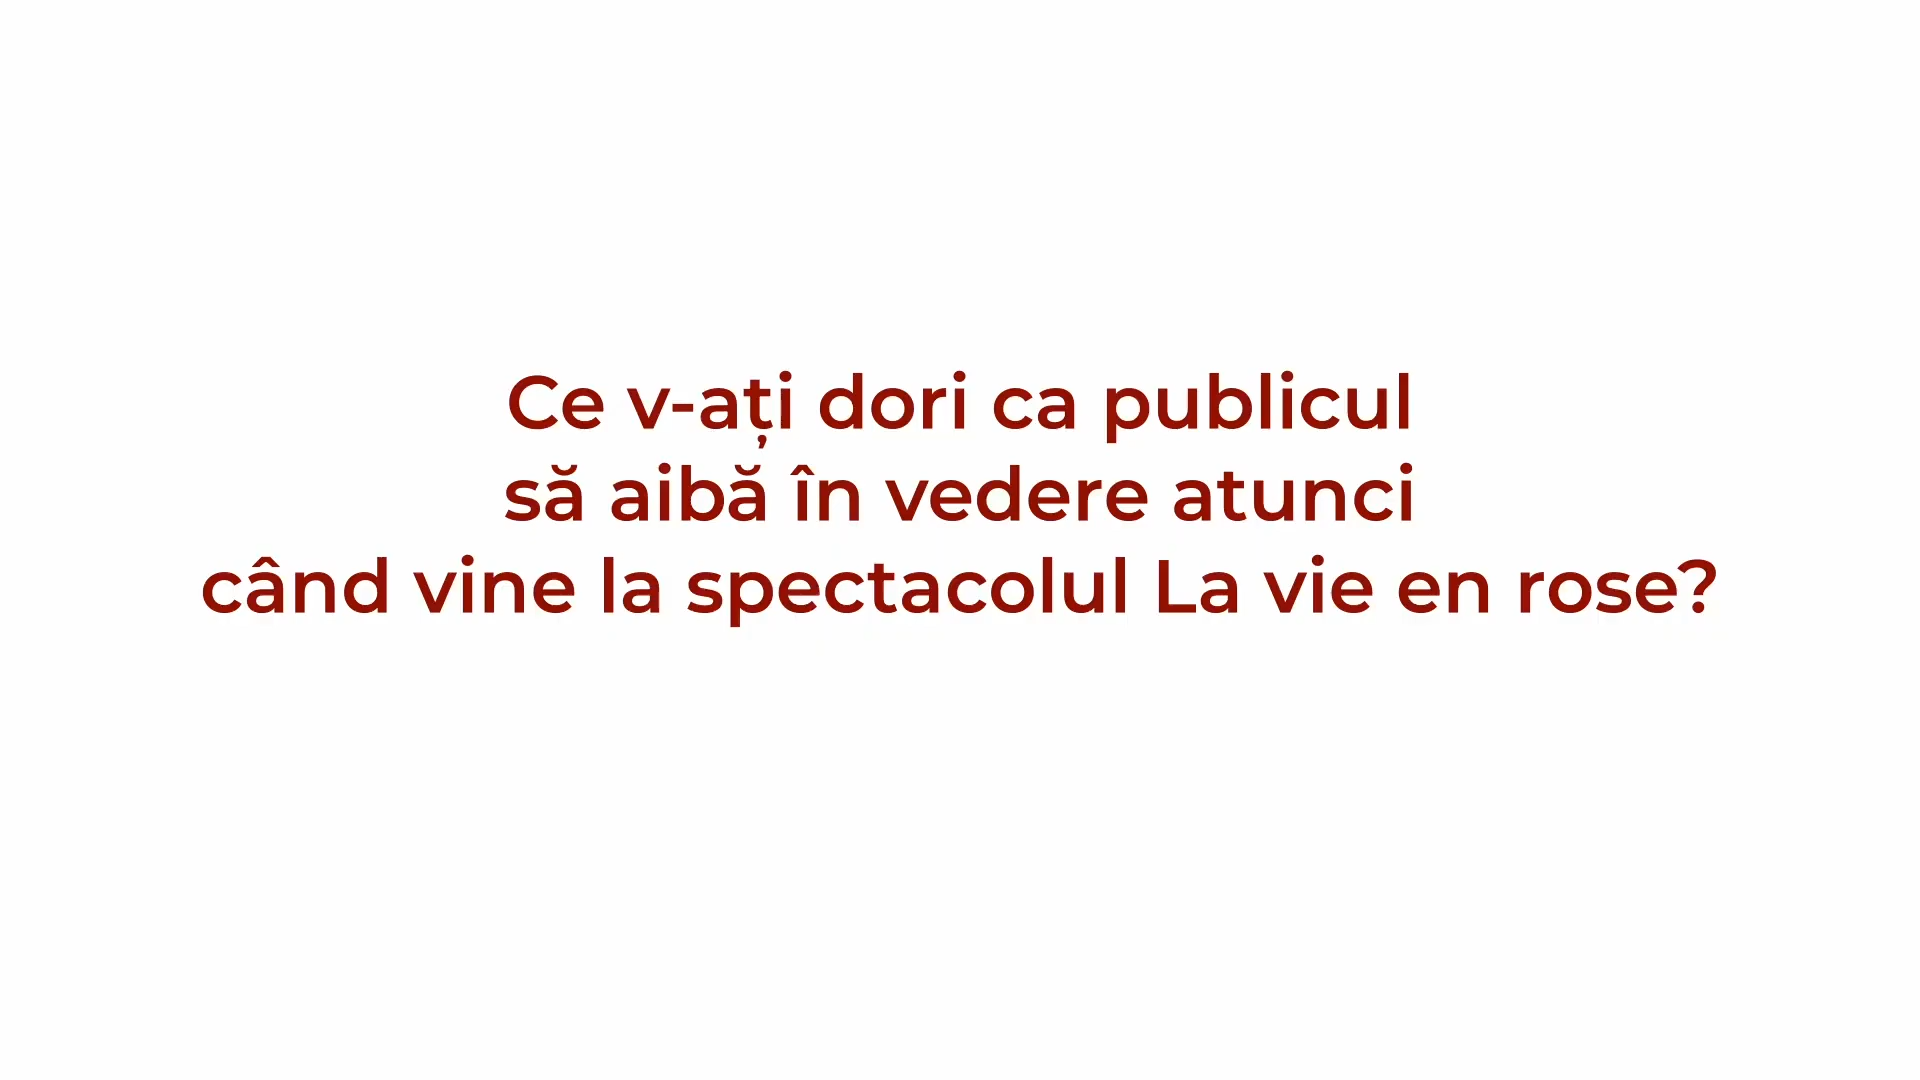 Ce v-ați dori ca publicul
să aibă în vedere atunci
când vine la spectacolul La vie en rose?